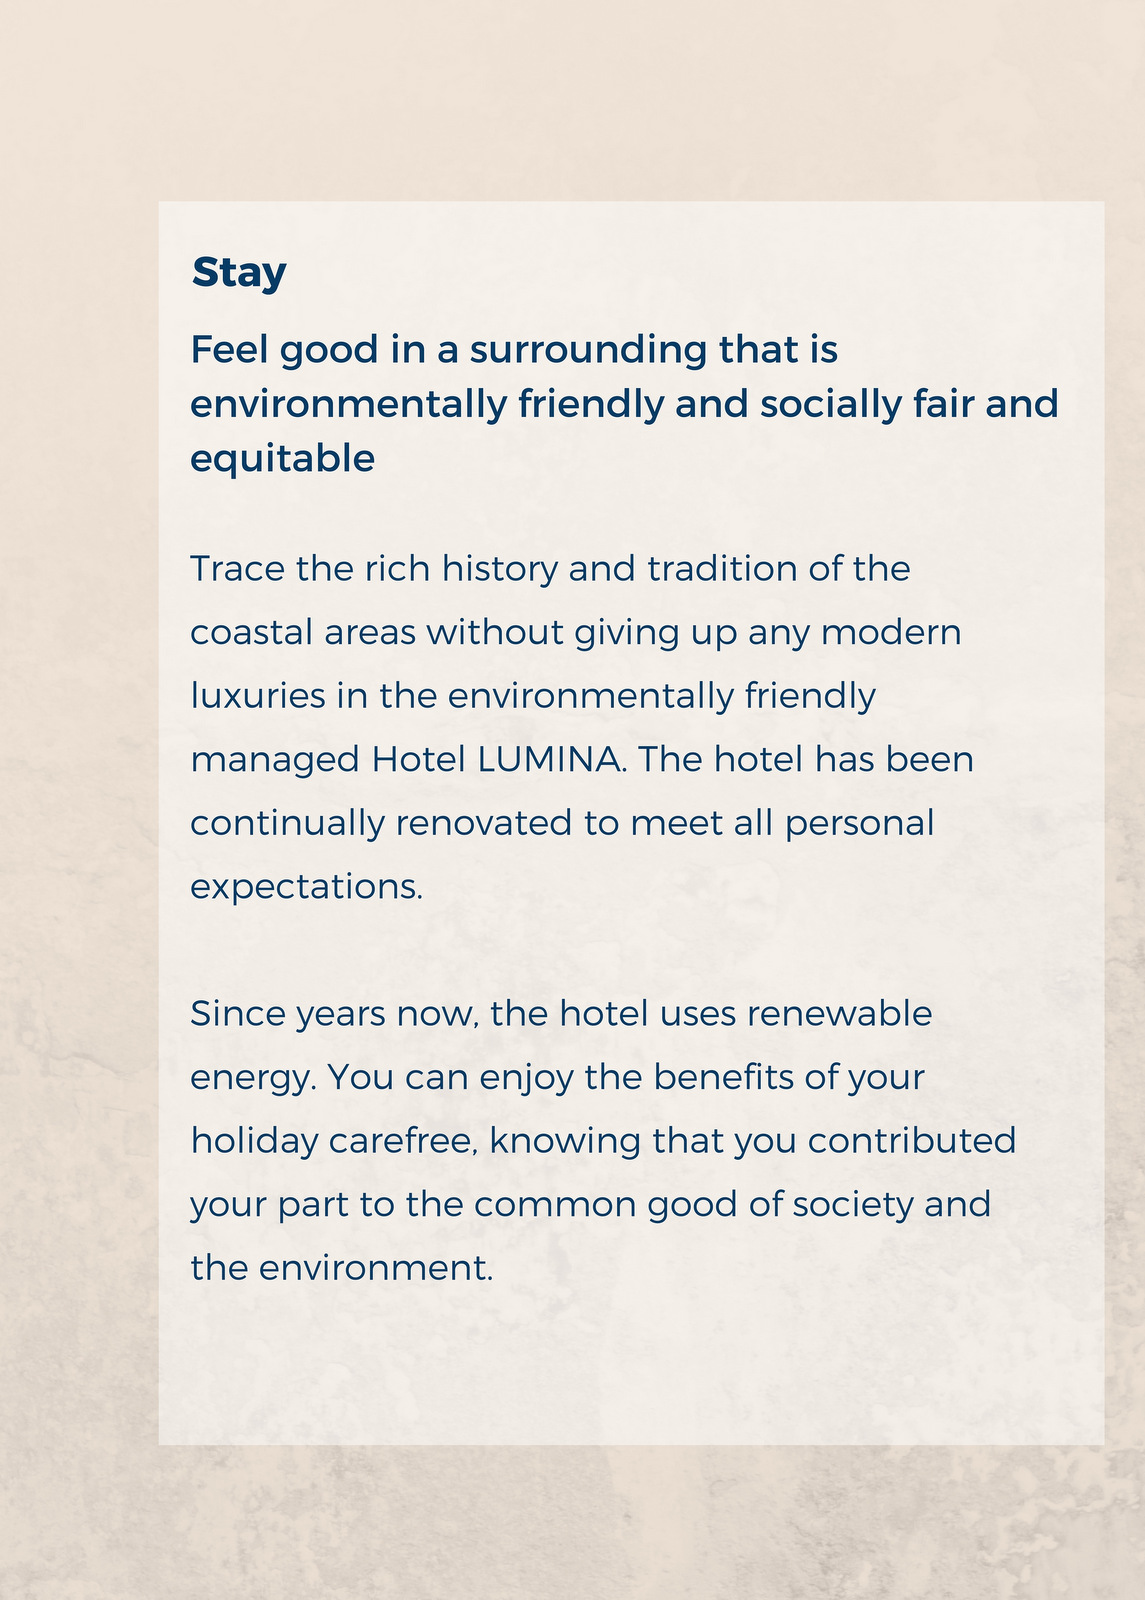 Stay
Feel good in a surrounding that is
environmentally friendly and socially fair and
equitable
Trace the rich history and tradition of the
coastal areas without giving up any modern
luxuries in the environmentally friendly
managed Hotel LUMINA. The hotel has been
continually renovated to meet all personal
expectations.
Since years now, the hotel uses renewable
energy. You can enjoy the benefits of your
holiday carefree, knowing that you contributed
your part to the common good of society and
the environment.